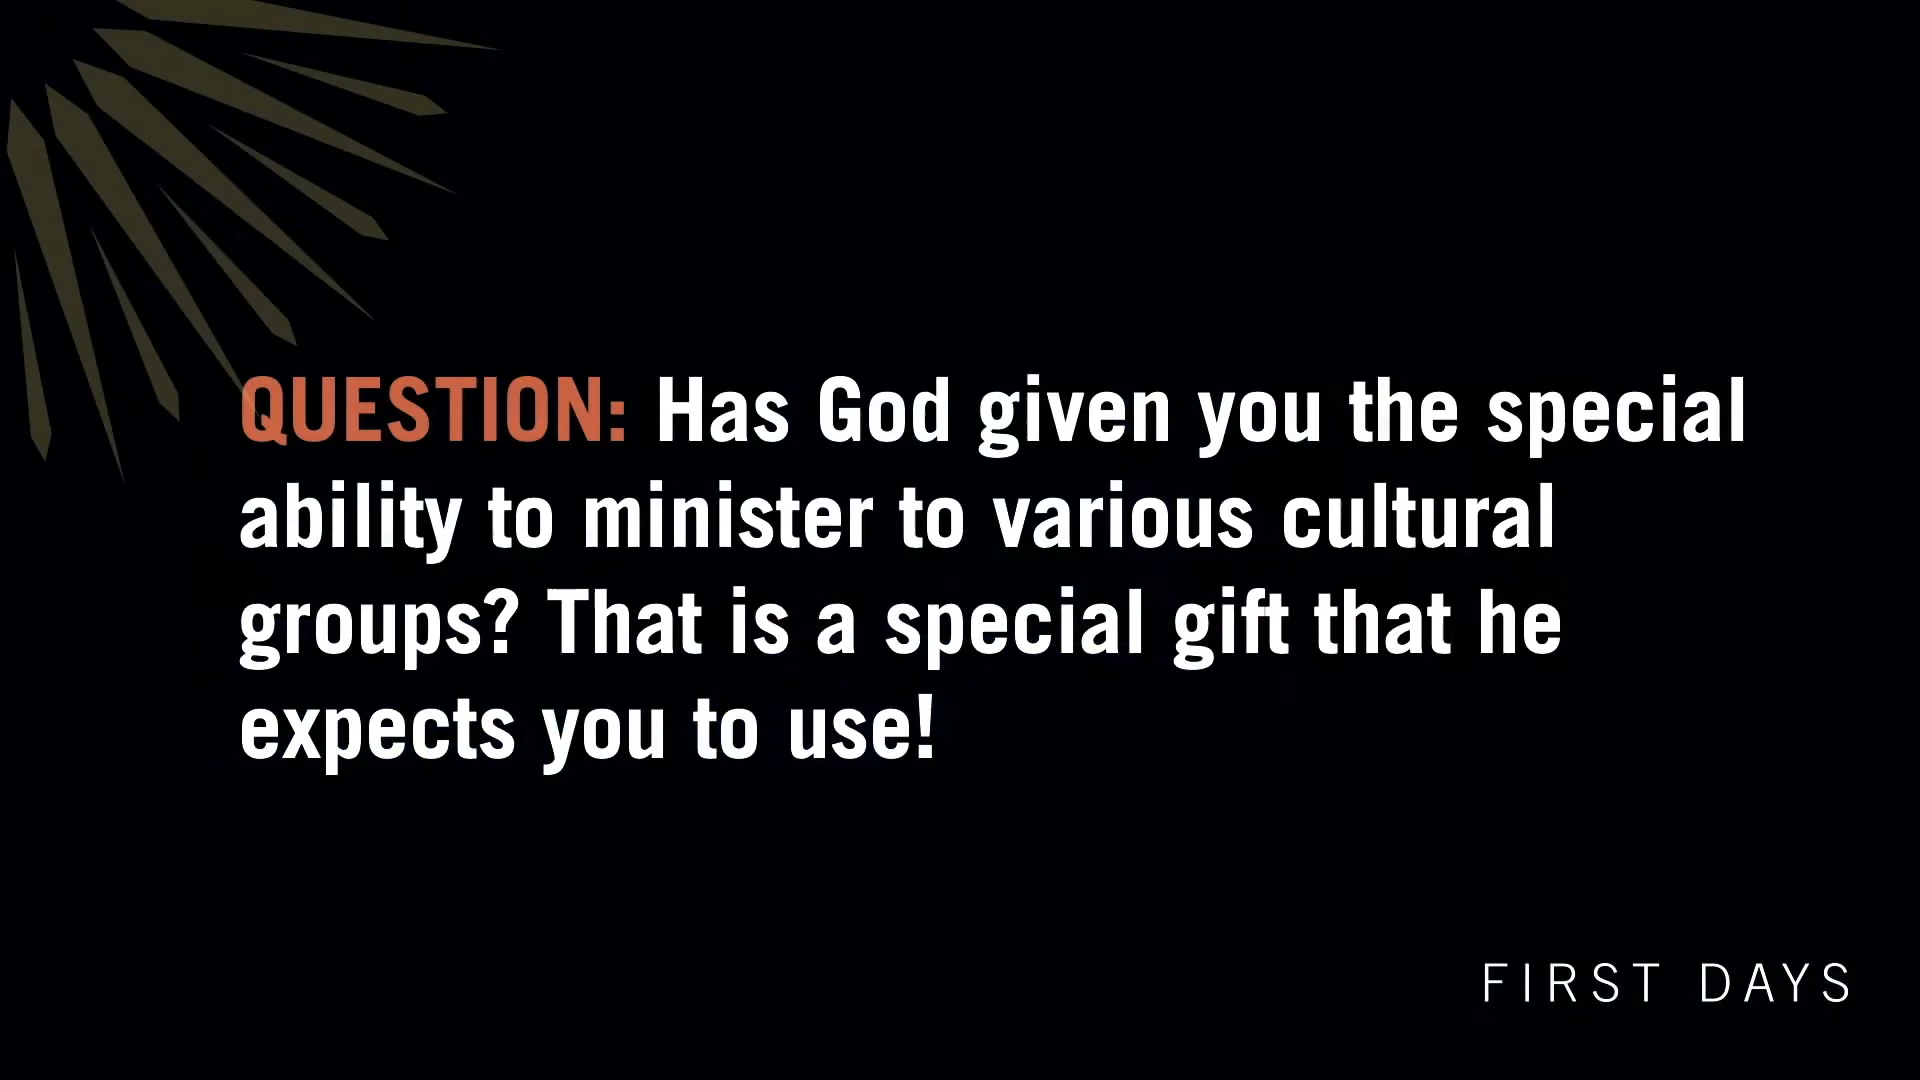 QUESTION: Has God given you the special
ability to minister to various cultural
groups? That is a special gift that he
expects you to use!
FIRST DAYS